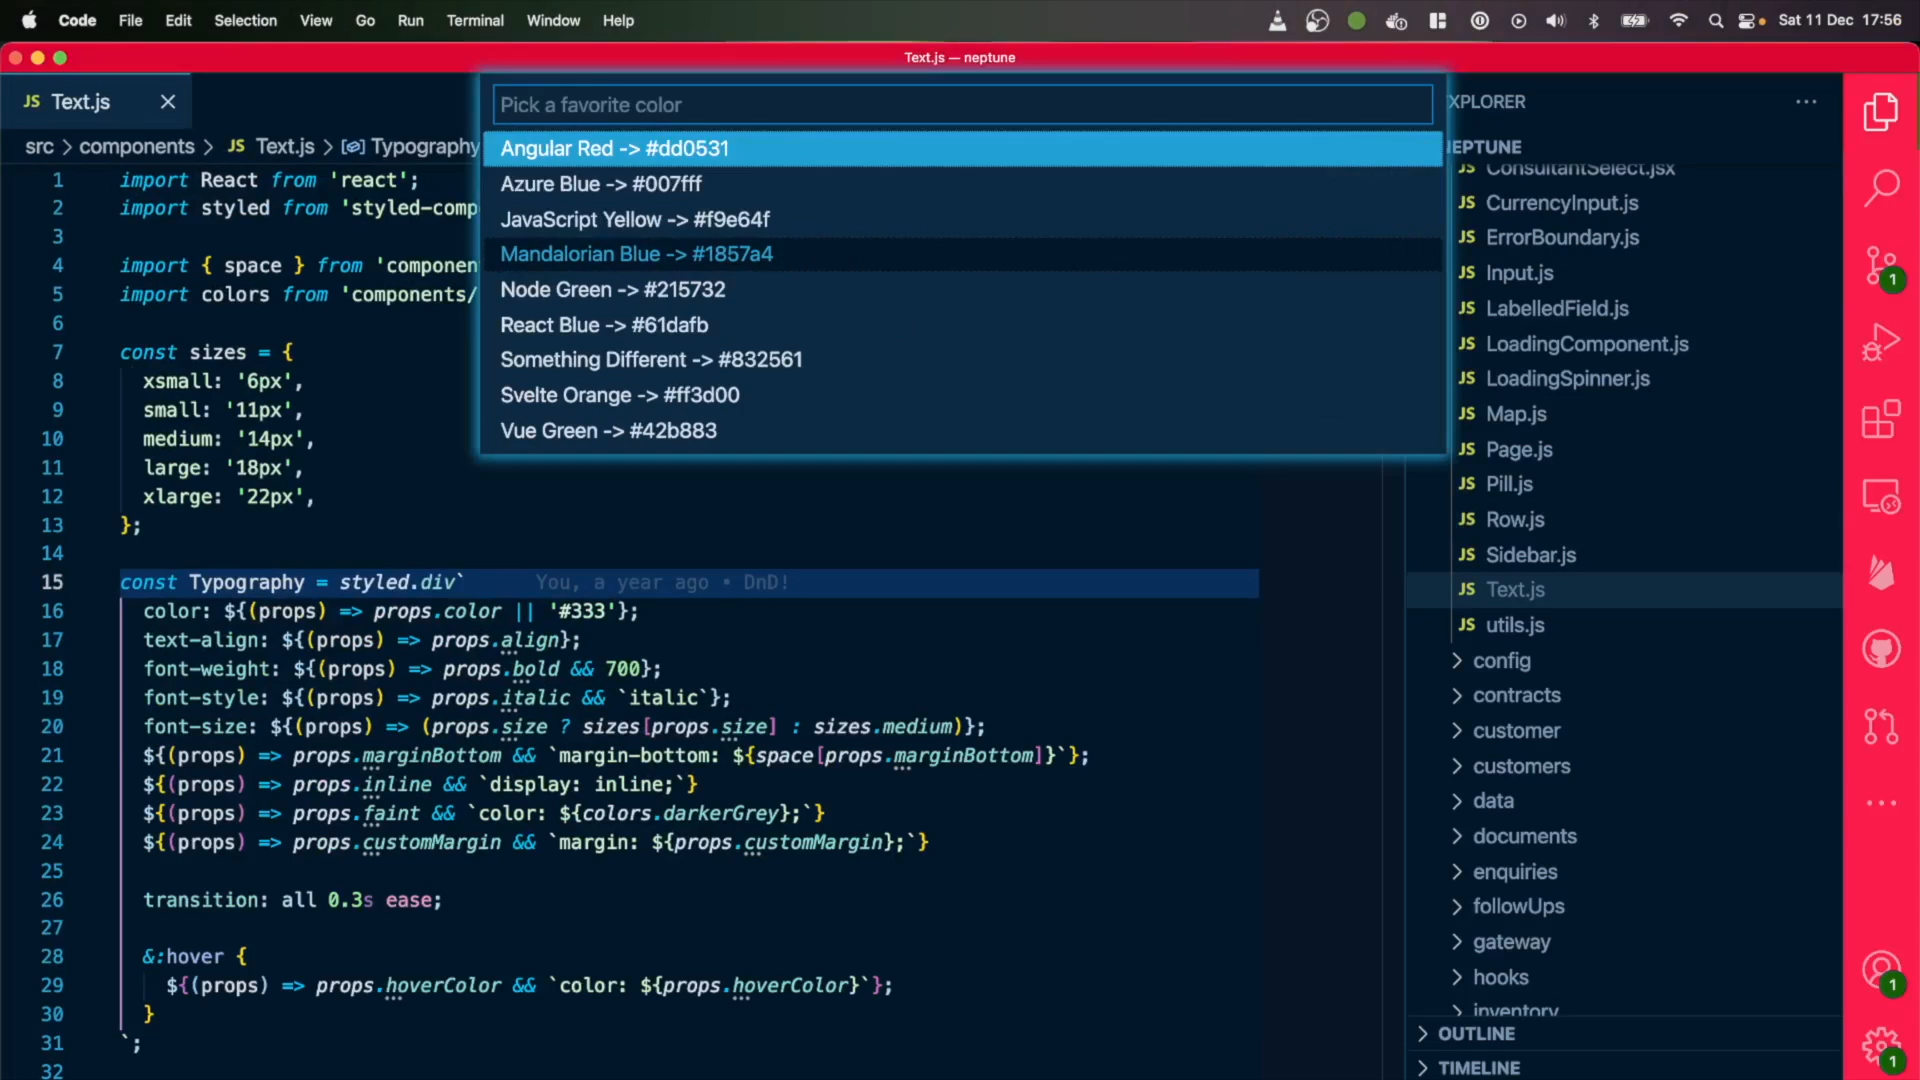 Code File Edit Selection View Go Run Terminal Window Help Sat 11 Dec 17:56
Text.js — neptune
JS Text.js
src > components > JS Text.js > Typography
Pick a favorite color
Angular Red -> #dd0531
Azure Blue -> #007fff
JavaScript Yellow -> #f9e64f
Mandalorian Blue -> #1857a4
Node Green -> #215732
React Blue -> #61dafb
Something Different -> #832561
Svelte Orange -> #ff3d00
Vue Green -> #42b883
1 import React from 'react';
2 import styled from 'styled-comp
3
4 import { space } from 'componen
5 import colors from 'components/
6
7 const sizes = {
8 xsmall: '6px',
9 small: '11px',
10 medium: '14px',
11 large: '18px',
12 xlarge: '22px',
13 };
14
15 const Typography = styled.div` You, a year ago • DnD!
16 color: ${(props) => props.color || '#333'};
17 text-align: ${(props) => props.align};
18 font-weight: ${(props) => props.bold && 700};
19 font-style: ${(props) => props.italic && `italic`};
20 font-size: ${(props) => (props.size ? sizes[props.size] : sizes.medium)};
21 ${(props) => props.marginBottom && `margin-bottom: ${space[props.marginBottom]}`};
22 ${(props) => props.inline && `display: inline;`}
23 ${(props) => props.faint && `color: ${colors.darkerGrey};`}
24 ${(props) => props.customMargin && `margin: ${props.customMargin};`}
25
26 transition: all 0.3s ease;
27
28 &:hover {
29 ${(props) => props.hoverColor && `color: ${props.hoverColor}`};
30 }
31 `;
32
XPLORER
EPTUNE
JS ConsultantSelect.jsx
JS CurrencyInput.js
JS ErrorBoundary.js
JS Input.js
JS LabelledField.js
JS LoadingComponent.js
JS LoadingSpinner.js
JS Map.js
JS Page.js
JS Pill.js
JS Row.js
JS Sidebar.js
JS Text.js
JS utils.js
> config
> contracts
> customer
> customers
> data
> documents
> enquiries
> followUps
> gateway
> hooks
> inventory
> OUTLINE
> TIMELINE
1
1
1